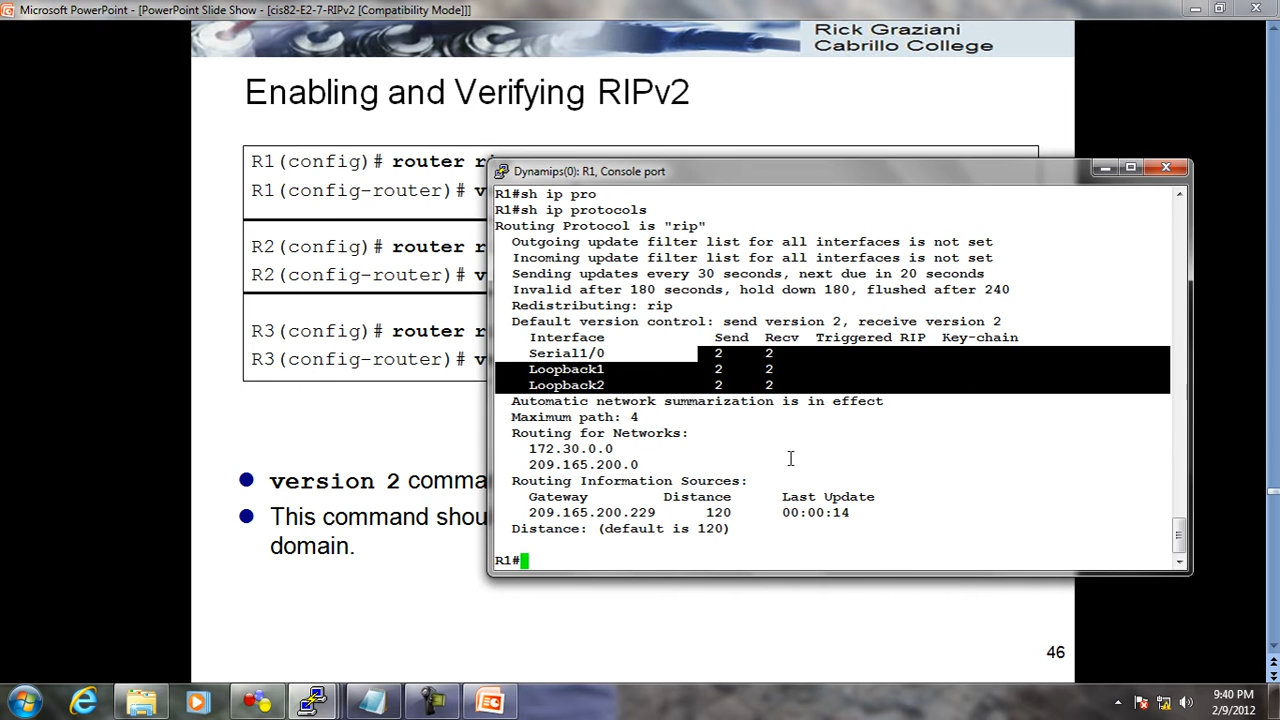 Microsoft PowerPoint - [PowerPoint Slide Show - [cis82-E2-7-RIPv2 [Compatibility Mode]]]
Rick Graziani
Cabrillo College
Enabling and Verifying RIPv2
R1(config)# router r
R1(config-router)# v
R2(config)# router r
R2(config-router)# v
R3(config)# router r
R3(config-router)# v
version 2 comma
This command shou
domain.
46
Dynamips(0): R1, Console port
R1#sh ip pro
R1#sh ip protocols
Routing Protocol is "rip"
Outgoing update filter list for all interfaces is not set
Incoming update filter list for all interfaces is not set
Sending updates every 30 seconds, next due in 20 seconds
Invalid after 180 seconds, hold down 180, flushed after 240
Redistributing: rip
Default version control: send version 2, receive version 2
Interface Send Recv Triggered RIP Key-chain
Serial1/0 2 2
Loopback1 2 2
Loopback2 2 2
Automatic network summarization is in effect
Maximum path: 4
Routing for Networks:
172.30.0.0
209.165.200.0
Routing Information Sources:
Gateway Distance Last Update
209.165.200.229 120 00:00:14
Distance: (default is 120)
R1#
9:40 PM
2/9/2012